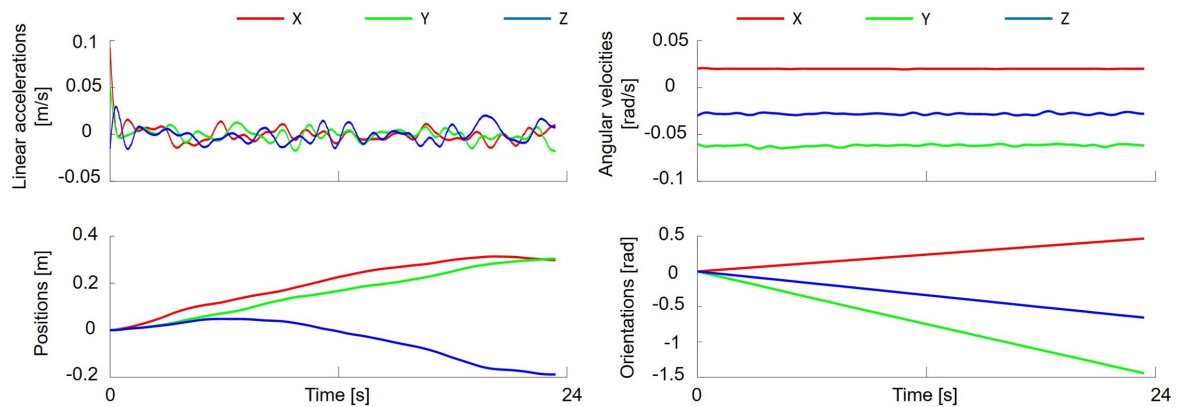 X Y Z
Linear accelerations
[m/s]
0.1
0.05
0
-0.05
24
X Y Z
Angular velocities
[rad/s]
0.05
0
-0.05
-0.1
24
Positions [m]
0.4
0.2
0
-0.2
0 Time [s] 24
Orientations [rad]
0.5
0
-0.5
-1
-1.5
0 Time [s] 24